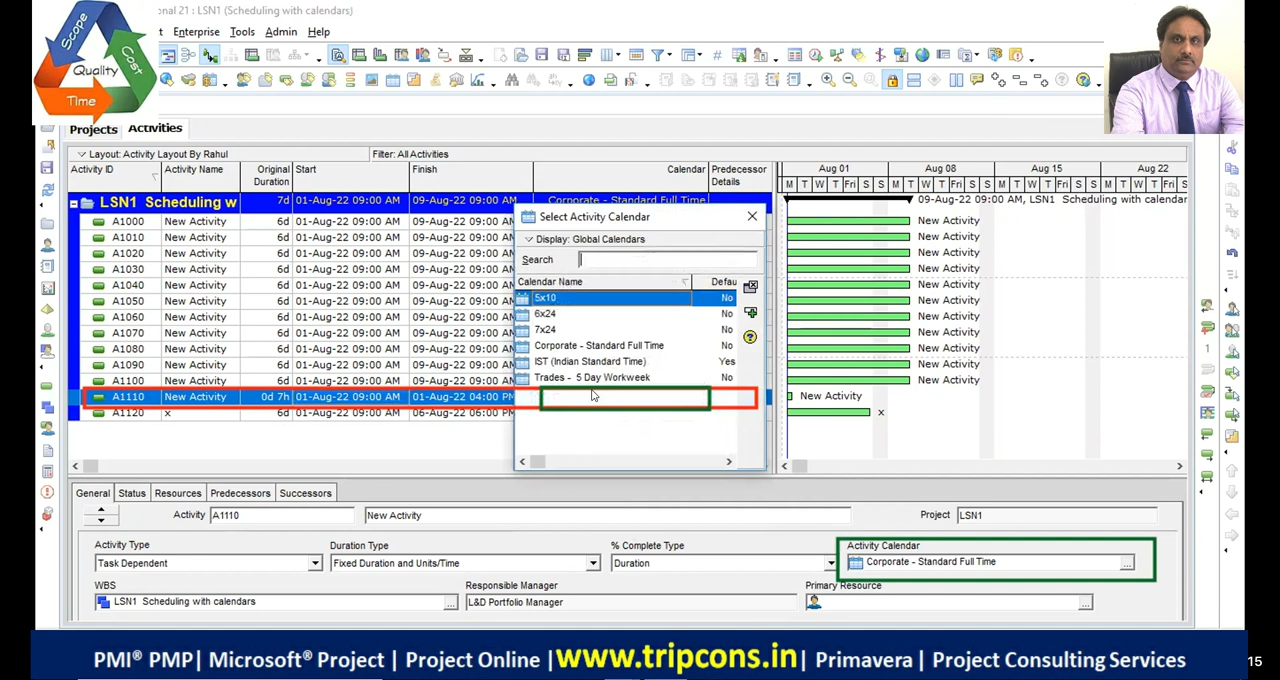 onal 21 : LSN1 (Scheduling with calendars)
Scope
Quality
Cost
Time
t Enterprise Tools Admin Help
Projects Activities
Layout: Activity Layout By Rahul Filter: All Activities
Activity ID Activity Name Original Duration Start Finish Calendar Predecessor Details
Aug 01 Aug 08 Aug 15 Aug 22
M T W T Fri S S M T W T Fri S S M T W T Fri S S M T W T Fri S
LSN1 Scheduling w 7d 01-Aug-22 09:00 AM 09-Aug-22 09:00 AM Corporate - Standard Full Time 09-Aug-22 09:00 AM, LSN1 Scheduling with calendars
A1000 New Activity 6d 01-Aug-22 09:00 AM 09-Aug-22 09:00 AM New Activity
A1010 New Activity 6d 01-Aug-22 09:00 AM 09-Aug-22 09:00 AM New Activity
A1020 New Activity 6d 01-Aug-22 09:00 AM 09-Aug-22 09:00 AM New Activity
A1030 New Activity 6d 01-Aug-22 09:00 AM 09-Aug-22 09:00 AM New Activity
A1040 New Activity 6d 01-Aug-22 09:00 AM 09-Aug-22 09:00 AM New Activity
A1050 New Activity 6d 01-Aug-22 09:00 AM 09-Aug-22 09:00 AM New Activity
A1060 New Activity 6d 01-Aug-22 09:00 AM 09-Aug-22 09:00 AM New Activity
A1070 New Activity 6d 01-Aug-22 09:00 AM 09-Aug-22 09:00 AM New Activity
A1080 New Activity 6d 01-Aug-22 09:00 AM 09-Aug-22 09:00 AM New Activity
A1090 New Activity 6d 01-Aug-22 09:00 AM 09-Aug-22 09:00 AM New Activity
A1100 New Activity 6d 01-Aug-22 09:00 AM 09-Aug-22 09:00 AM New Activity
A1110 New Activity 0d 7h 01-Aug-22 09:00 AM 01-Aug-22 04:00 PM New Activity
A1120 x 6d 01-Aug-22 09:00 AM 06-Aug-22 06:00 PM x
Select Activity Calendar
Display: Global Calendars
Search
Calendar Name Defau
5x10 No
6x24 No
7x24 No
Corporate - Standard Full Time No
IST (Indian Standard Time) Yes
Trades - 5 Day Workweek No
General Status Resources Predecessors Successors
Activity A1110 New Activity Project LSN1
Activity Type Duration Type % Complete Type Activity Calendar
Task Dependent Fixed Duration and Units/Time Duration Corporate - Standard Full Time
WBS Responsible Manager Primary Resource
LSN1 Scheduling with calendars L&D Portfolio Manager
PMI® PMP| Microsoft® Project | Project Online |www.tripcons.in| Primavera | Project Consulting Services
15